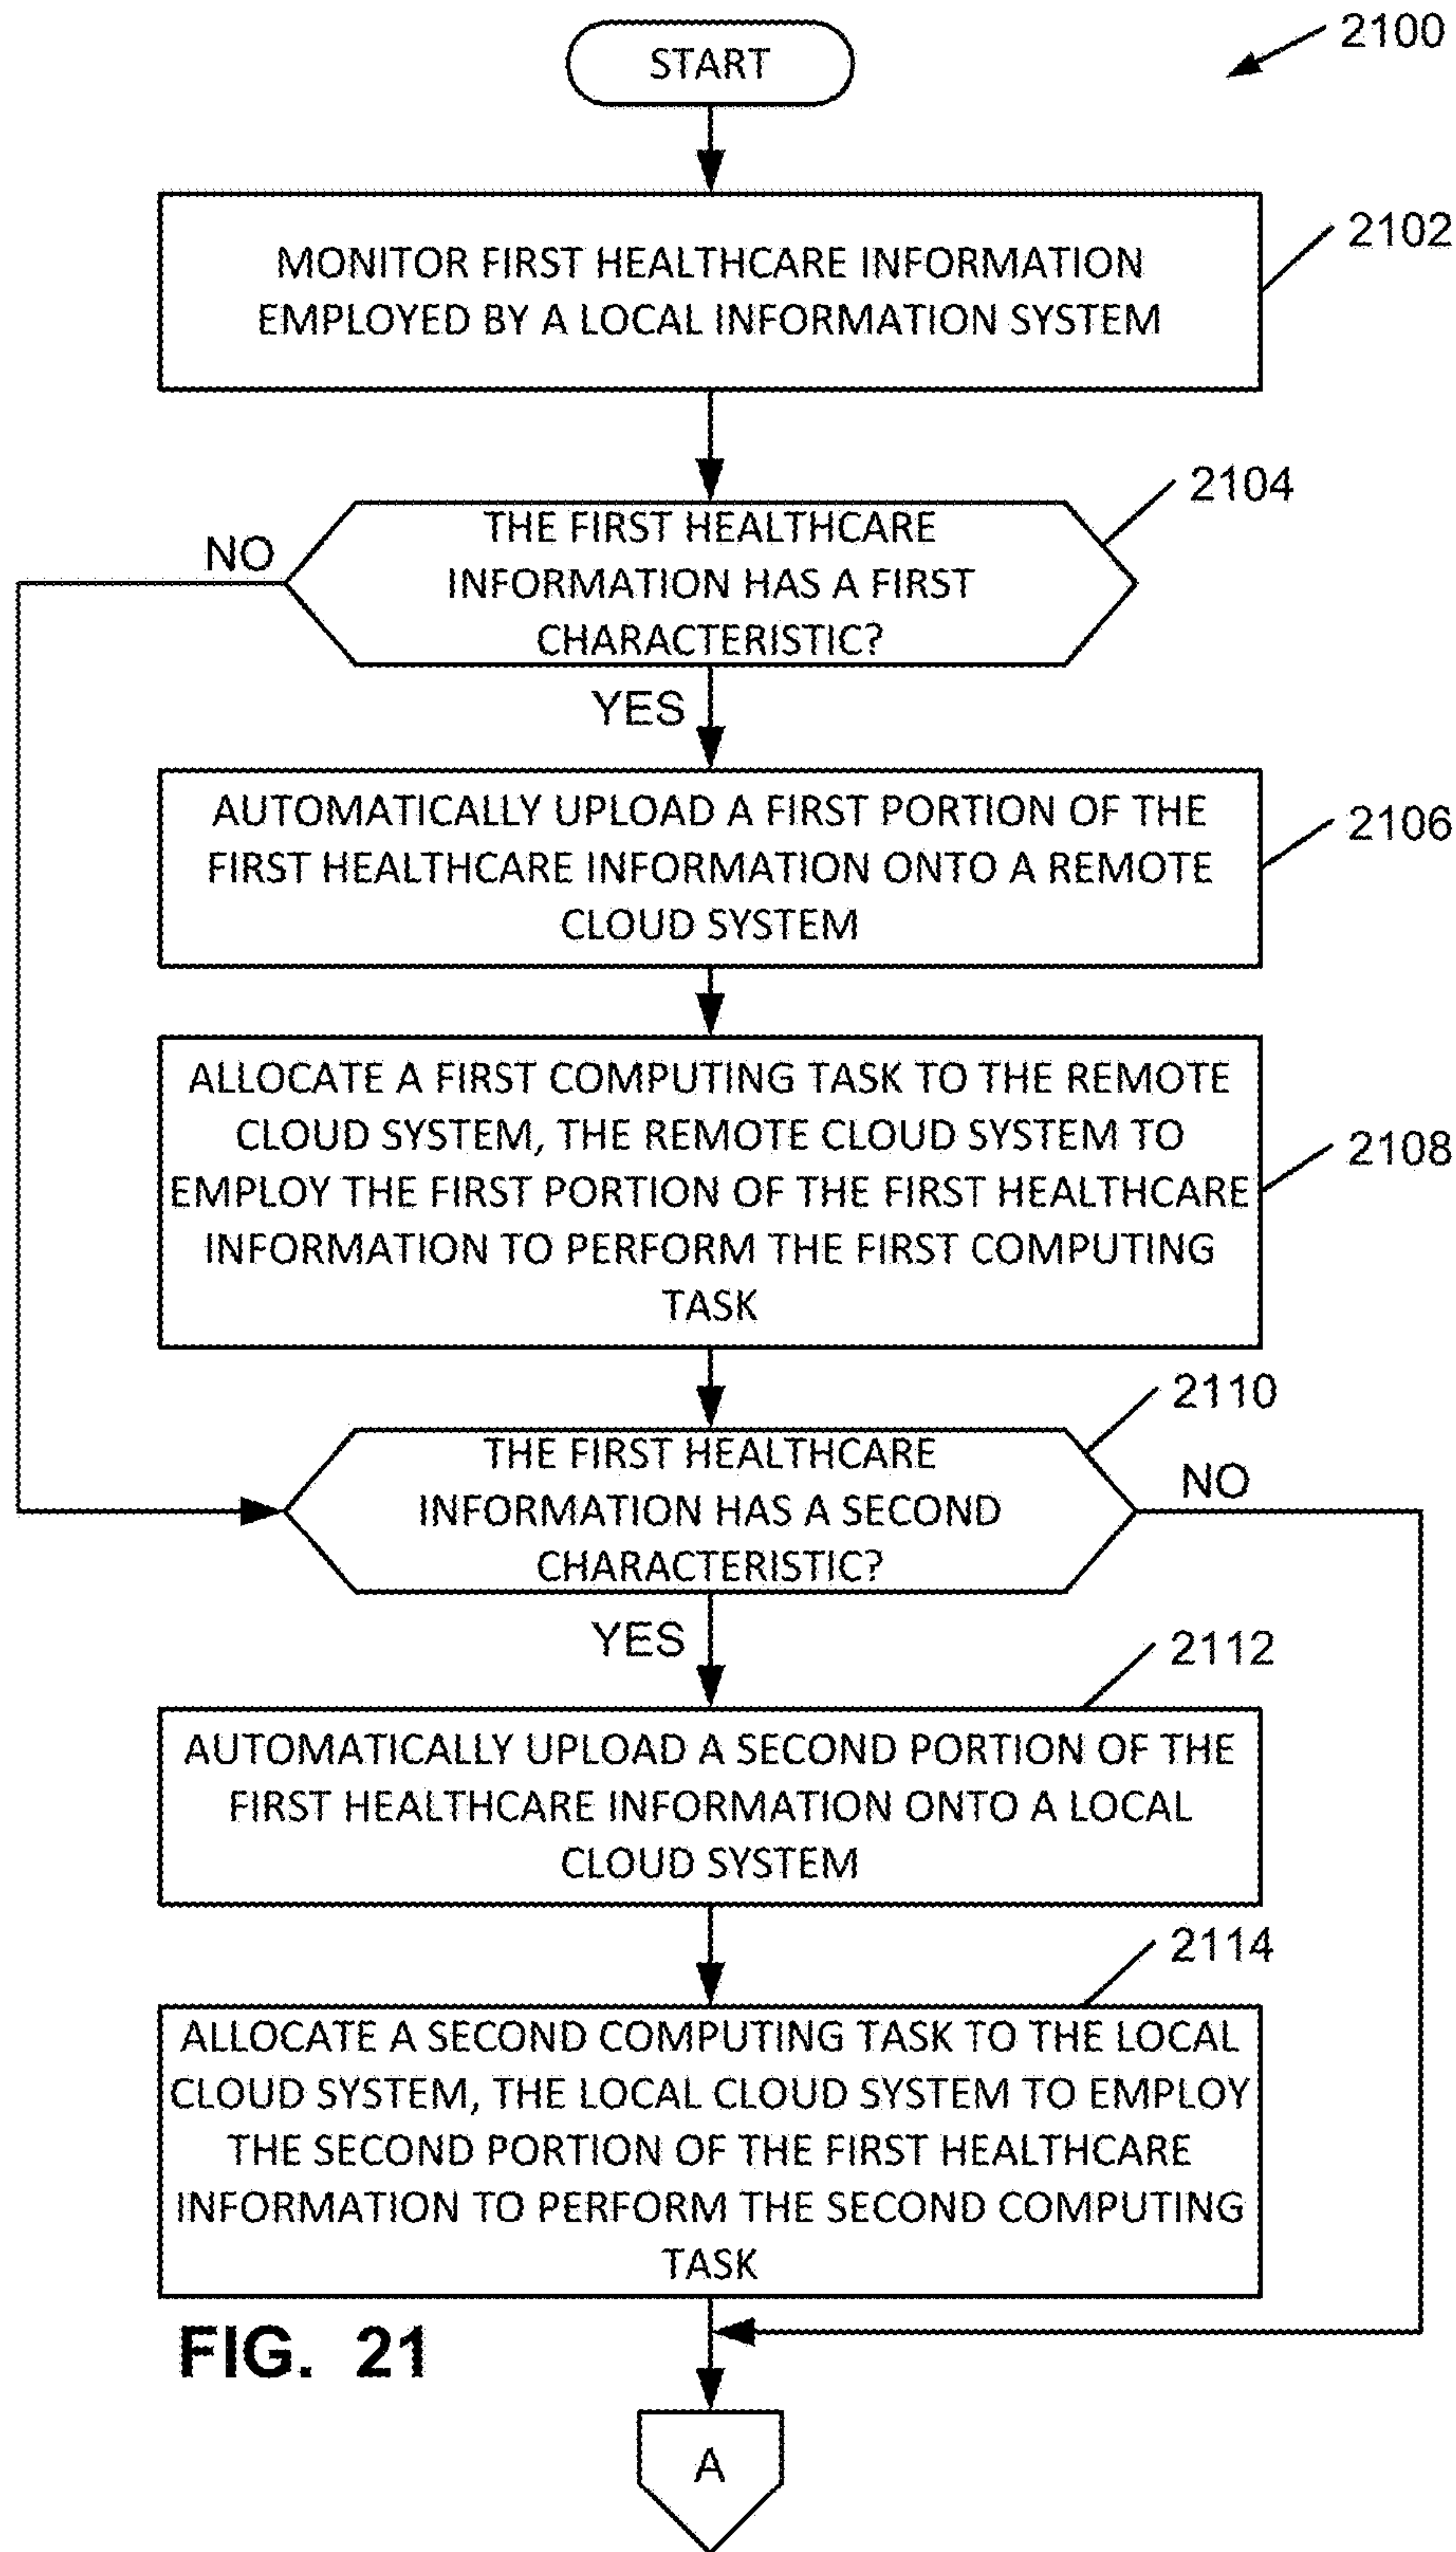 2100
START
MONITOR FIRST HEALTHCARE INFORMATION
EMPLOYED BY A LOCAL INFORMATION SYSTEM
2102
2104
THE FIRST HEALTHCARE
INFORMATION HAS A FIRST
CHARACTERISTIC?
NO
YES
AUTOMATICALLY UPLOAD A FIRST PORTION OF THE
FIRST HEALTHCARE INFORMATION ONTO A REMOTE
CLOUD SYSTEM
2106
ALLOCATE A FIRST COMPUTING TASK TO THE REMOTE
CLOUD SYSTEM, THE REMOTE CLOUD SYSTEM TO
EMPLOY THE FIRST PORTION OF THE FIRST HEALTHCARE
INFORMATION TO PERFORM THE FIRST COMPUTING
TASK
2108
2110
THE FIRST HEALTHCARE
INFORMATION HAS A SECOND
CHARACTERISTIC?
NO
YES
2112
AUTOMATICALLY UPLOAD A SECOND PORTION OF THE
FIRST HEALTHCARE INFORMATION ONTO A LOCAL
CLOUD SYSTEM
2114
ALLOCATE A SECOND COMPUTING TASK TO THE LOCAL
CLOUD SYSTEM, THE LOCAL CLOUD SYSTEM TO EMPLOY
THE SECOND PORTION OF THE FIRST HEALTHCARE
INFORMATION TO PERFORM THE SECOND COMPUTING
TASK
FIG. 21
A